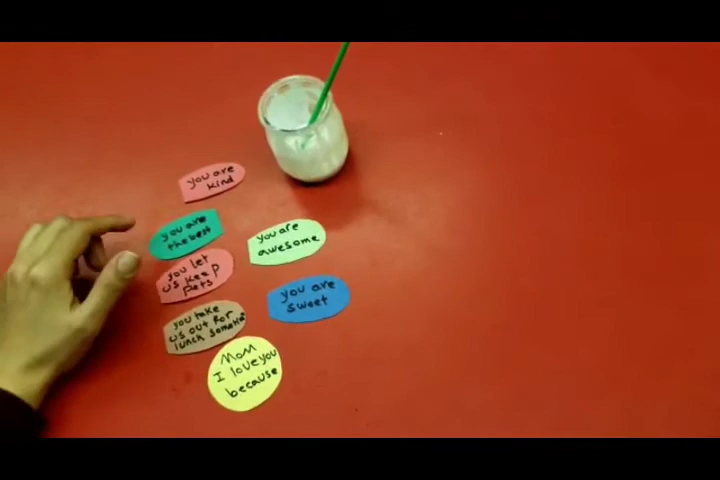 you are
kind
you are
the best
you are
awesome
you let
us keep
pets
you are
sweet
you take
us out for
lunch
Mom
I love you
because